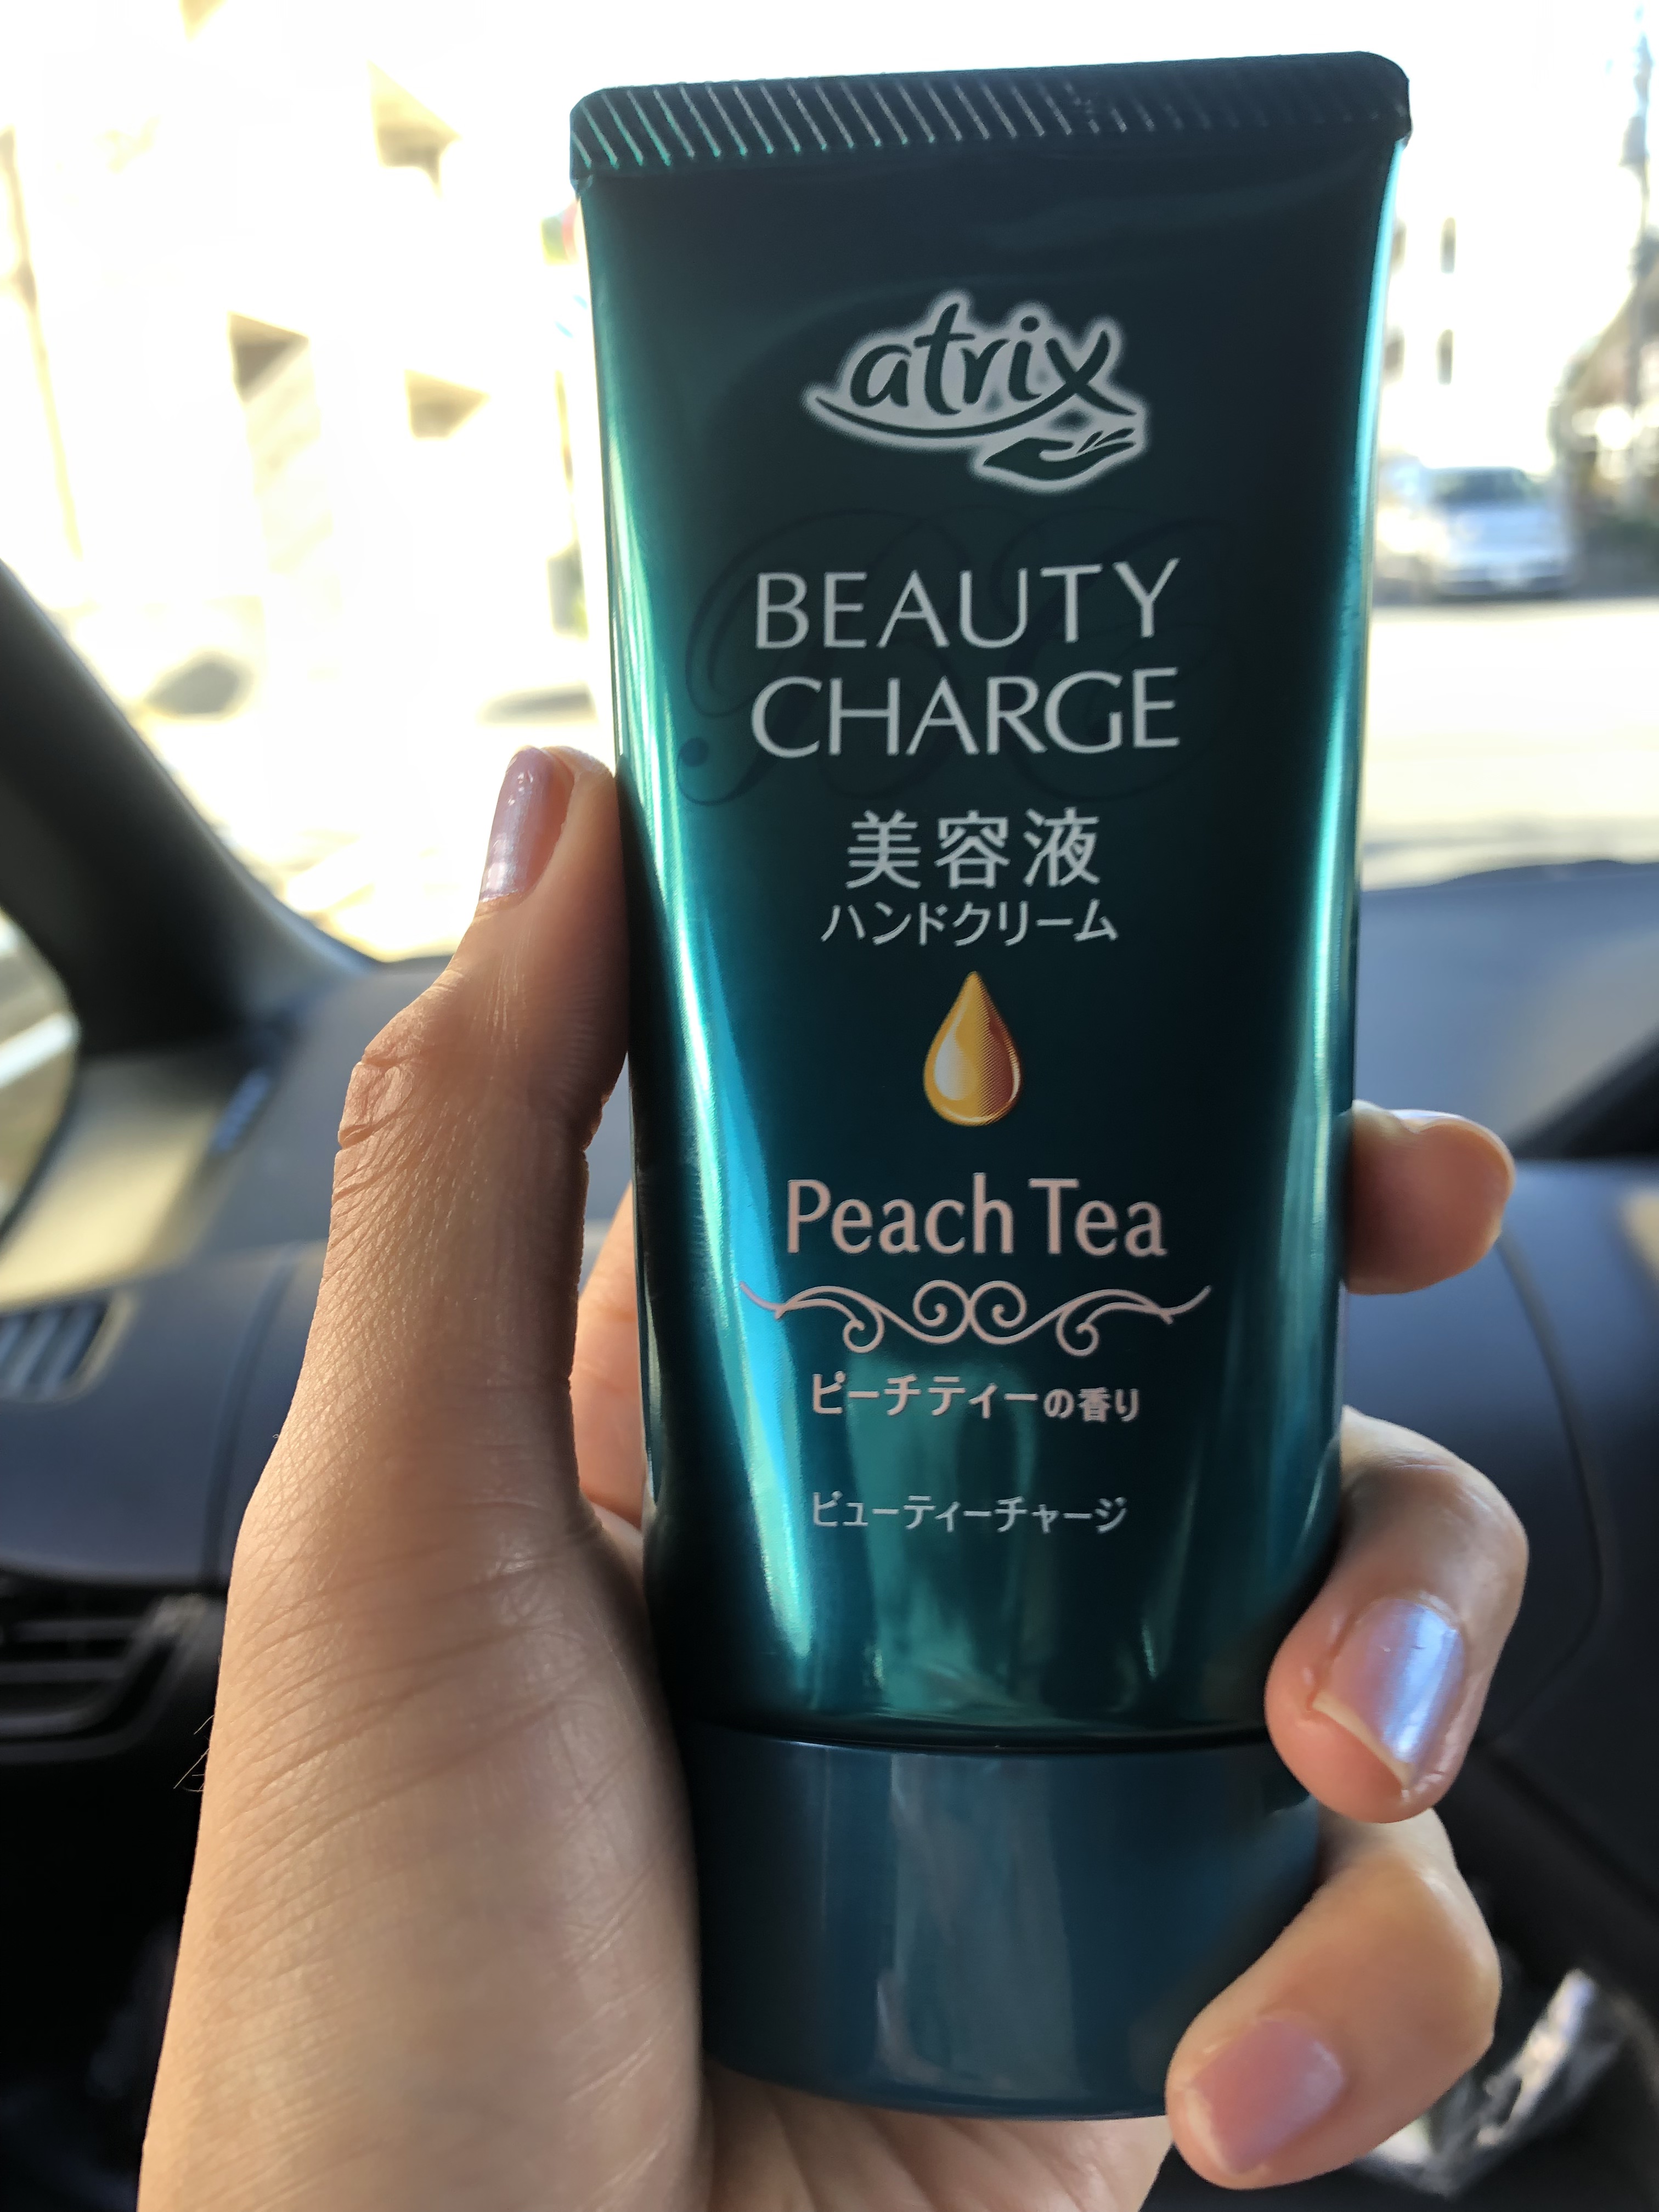 atrix
BEAUTY
CHARGE
美容液
ハンドクリーム
Peach Tea
ピーチティーの香り
ビューティーチャージ